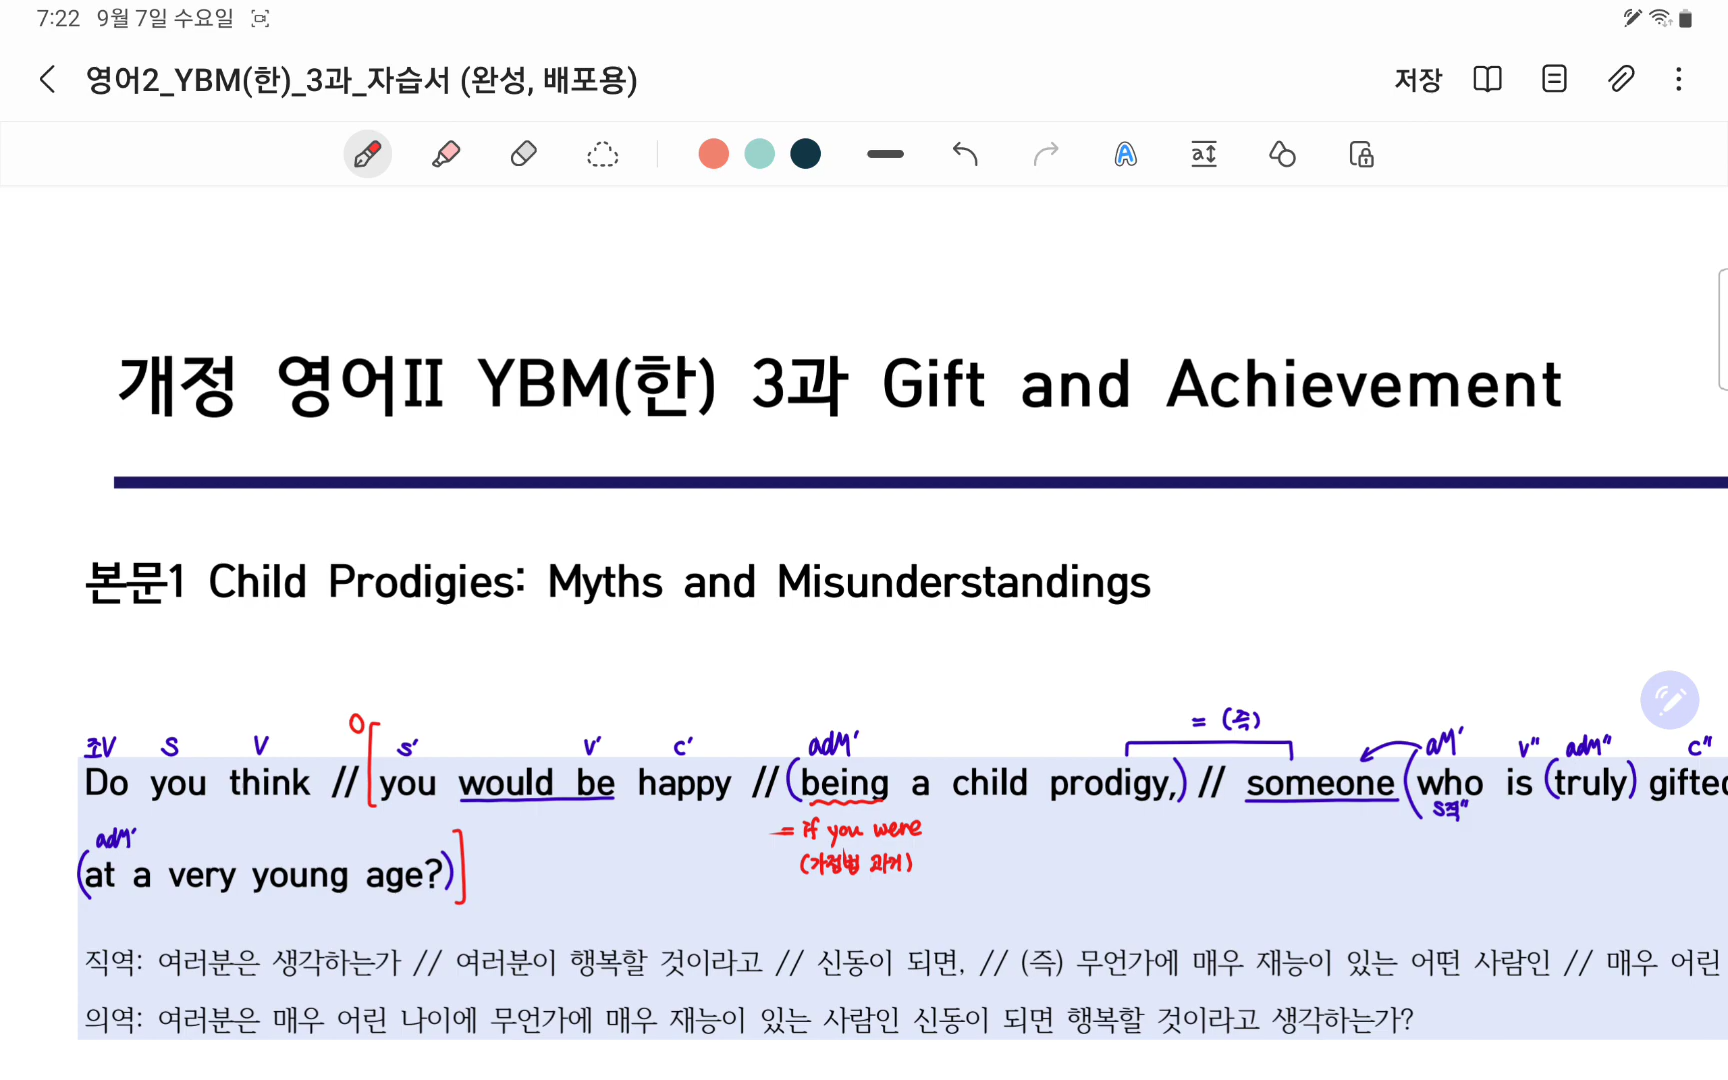 7:22 9월 7일 수요일
영어2_YBM(한)_3과_자습서 (완성, 배포용)
저장
개정 영어II YBM(한) 3과 Gift and Achievement
본문1 Child Prodigies: Myths and Misunderstandings
= (즉)
조V S V O S' V' C' adM' aM' V" adM" C"
Do you think // [you would be happy // (being a child prodigy,) // someone (who is (truly) gifted
S격"
= if you were
(가정법 과거)
adM'
(at a very young age?)]
직역: 여러분은 생각하는가 // 여러분이 행복할 것이라고 // 신동이 되면, // (즉) 무언가에 매우 재능이 있는 어떤 사람인 // 매우 어린
의역: 여러분은 매우 어린 나이에 무언가에 매우 재능이 있는 사람인 신동이 되면 행복할 것이라고 생각하는가?